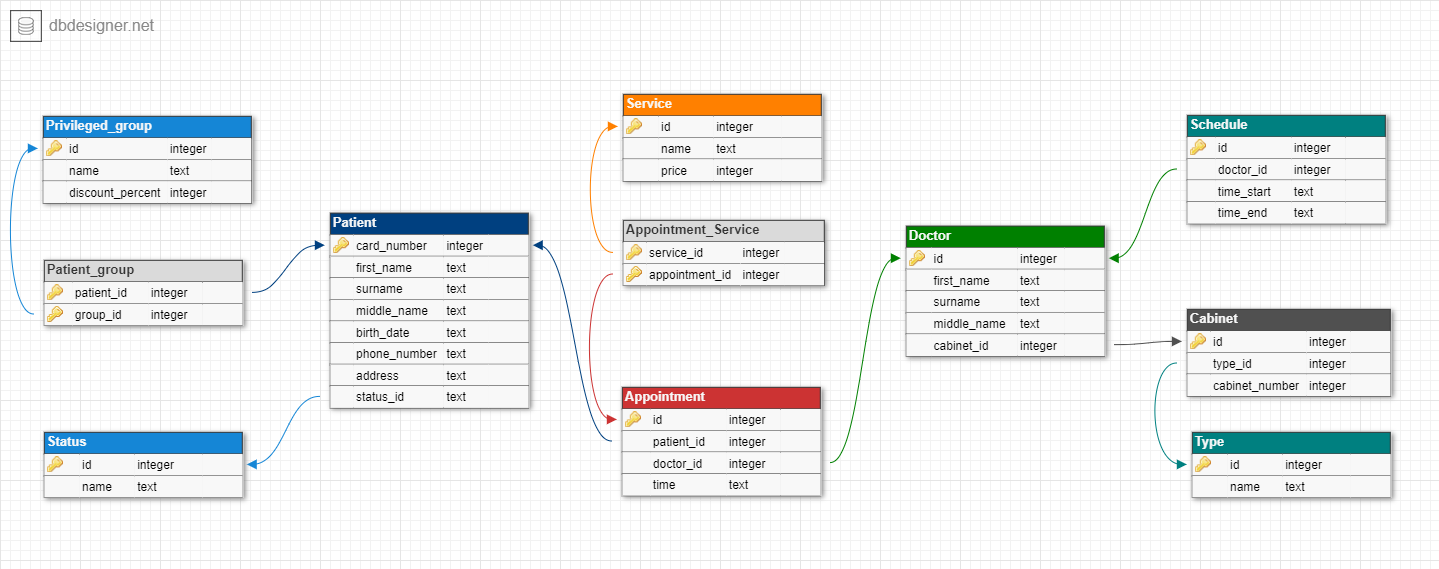 dbdesigner.net
Privileged_group
id integer
name text
discount_percent integer
Patient_group
patient_id integer
group_id integer
Status
id integer
name text
Patient
card_number integer
first_name text
surname text
middle_name text
birth_date text
phone_number text
address text
status_id text
Service
id integer
name text
price integer
Appointment_Service
service_id integer
appointment_id integer
Appointment
id integer
patient_id integer
doctor_id integer
time text
Doctor
id integer
first_name text
surname text
middle_name text
cabinet_id integer
Schedule
id integer
doctor_id integer
time_start text
time_end text
Cabinet
id integer
type_id integer
cabinet_number integer
Type
id integer
name text